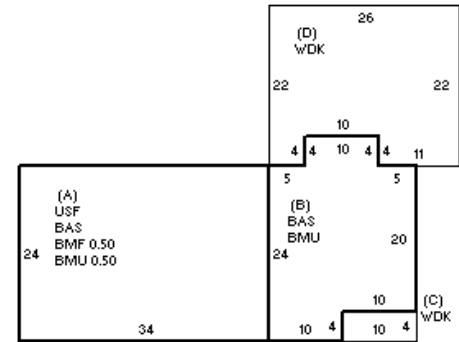 26
(D)
WDK
22 22
10
4 4 10 4 4 11
5 5
(A)
USF
BAS
BMF 0.50
BMU 0.50
(B)
BAS
BMU
24 24 20
10 (C)
WDK
34 10 4 10 4